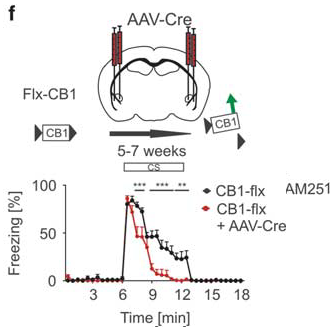 f
AAV-Cre
Flx-CB1
CB1
CB1
5-7 weeks
CS
*** *** **
100
50
0
Freezing [%]
CB1-flx
CB1-flx
+ AAV-Cre
AM251
3 6 9 12 15 18
Time [min]